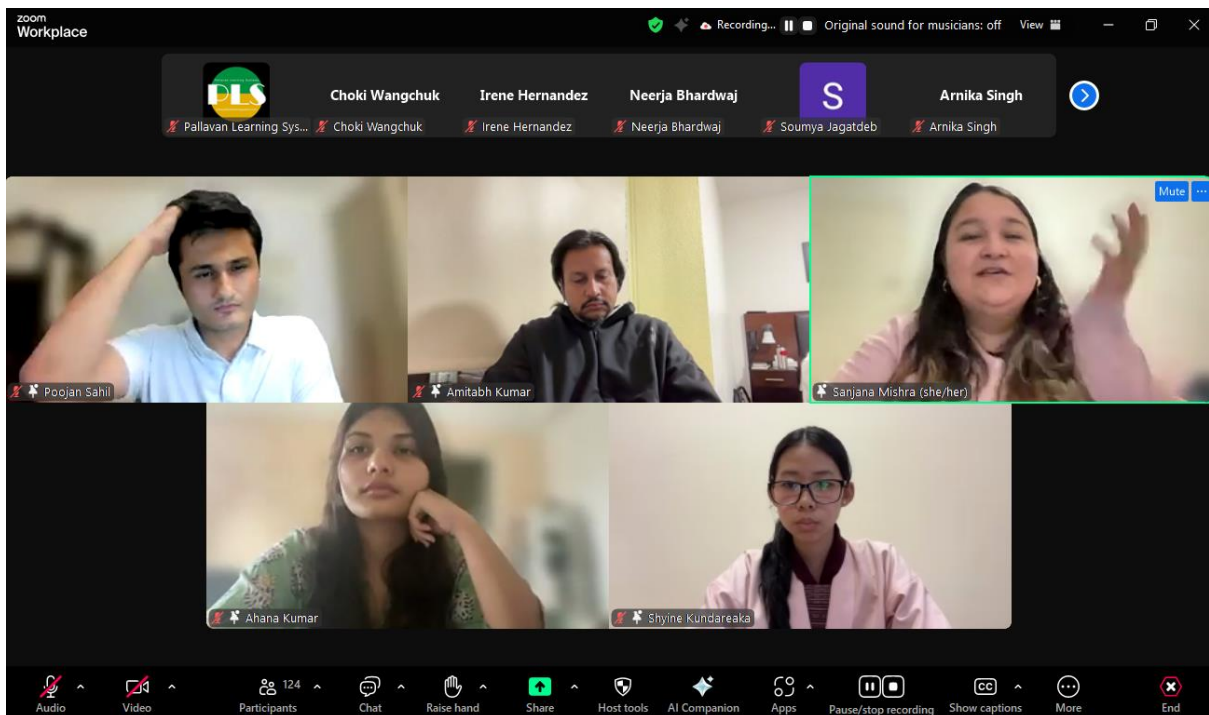 zoom
Workplace
Recording...
Original sound for musicians: off
View
PLS
Pallavan Learning Sys...
Choki Wangchuk
Choki Wangchuk
Irene Hernandez
Irene Hernandez
Neerja Bhardwaj
Neerja Bhardwaj
S
Soumya Jagatdeb
Arnika Singh
Arnika Singh
Poojan Sahil
Amitabh Kumar
Mute
Sanjana Mishra (she/her)
Ahana Kumar
Shyine Kundareaka
Audio
Video
124
Participants
Chat
Raise hand
Share
Host tools
AI Companion
Apps
Pause/stop recording
CC
Show captions
More
End